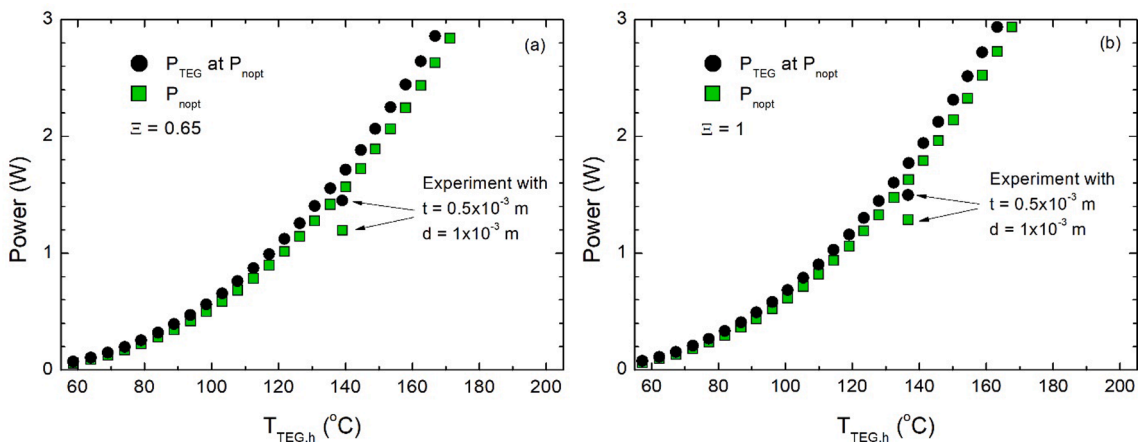 3
2
1
0
Power (W)
(a)
P_TEG at P_nopt
P_nopt
Ξ = 0.65
Experiment with
t = 0.5x10⁻³ m
d = 1x10⁻³ m
60 80 100 120 140 160 180 200
T_TEG,h (°C)
3
2
1
0
Power (W)
(b)
P_TEG at P_nopt
P_nopt
Ξ = 1
Experiment with
t = 0.5x10⁻³ m
d = 1x10⁻³ m
60 80 100 120 140 160 180 200
T_TEG,h (°C)